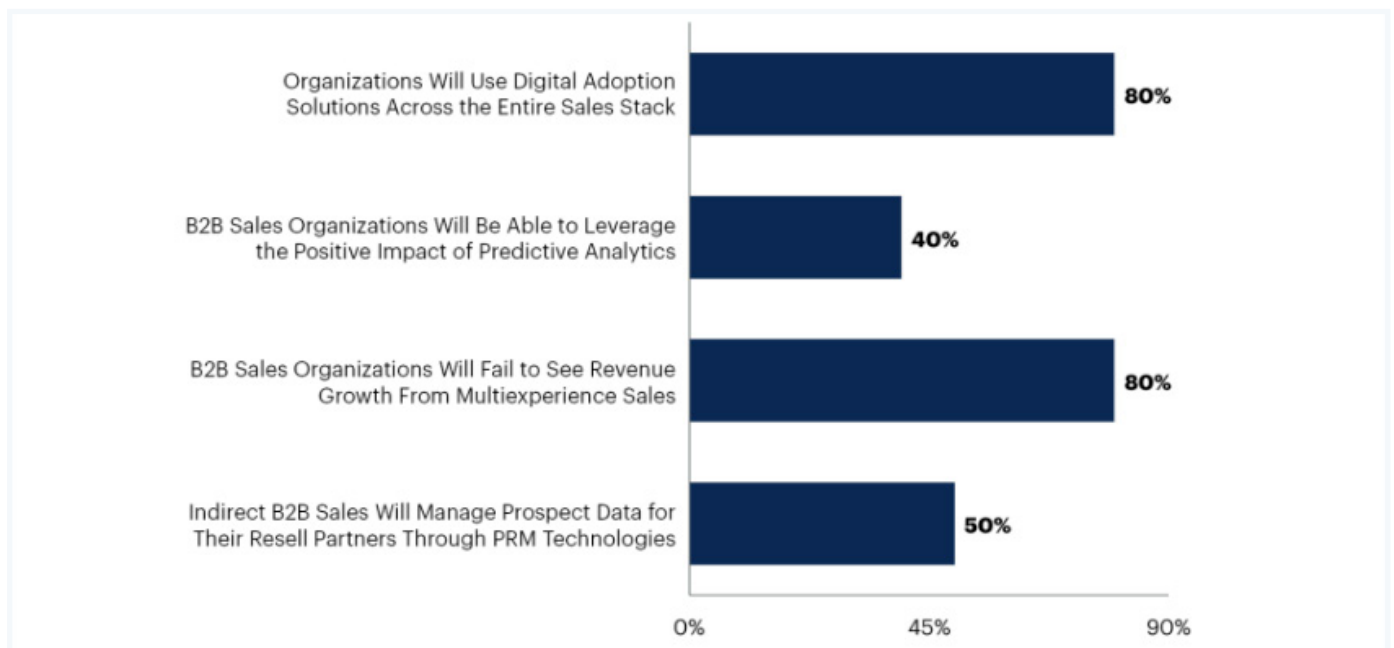 Organizations Will Use Digital Adoption
Solutions Across the Entire Sales Stack
80%
B2B Sales Organizations Will Be Able to Leverage
the Positive Impact of Predictive Analytics
40%
B2B Sales Organizations Will Fail to See Revenue
Growth From Multiexperience Sales
80%
Indirect B2B Sales Will Manage Prospect Data for
Their Resell Partners Through PRM Technologies
50%
0% 45% 90%